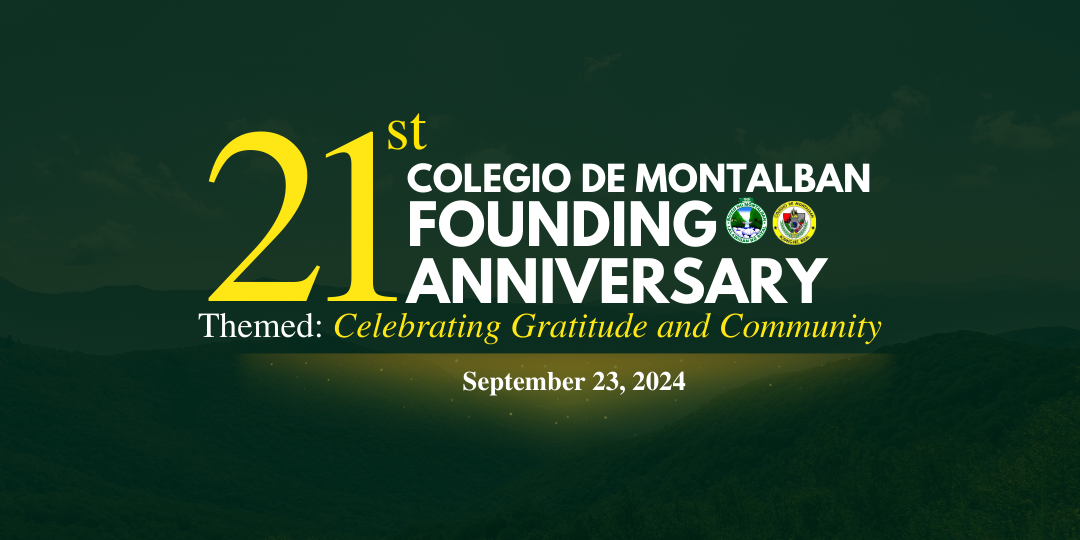 21st
COLEGIO DE MONTALBAN
FOUNDING
ANNIVERSARY
Themed: Celebrating Gratitude and Community
September 23, 2024